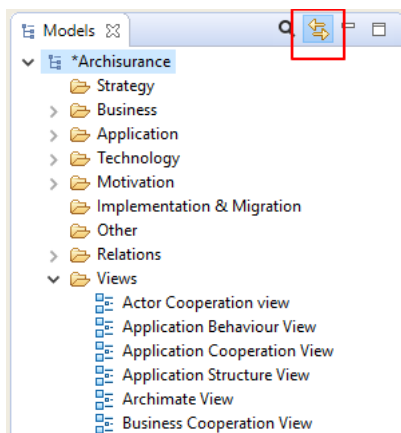 Models
*Archisurance
Strategy
Business
Application
Technology
Motivation
Implementation & Migration
Other
Relations
Views
Actor Cooperation view
Application Behaviour View
Application Cooperation View
Application Structure View
Archimate View
Business Cooperation View